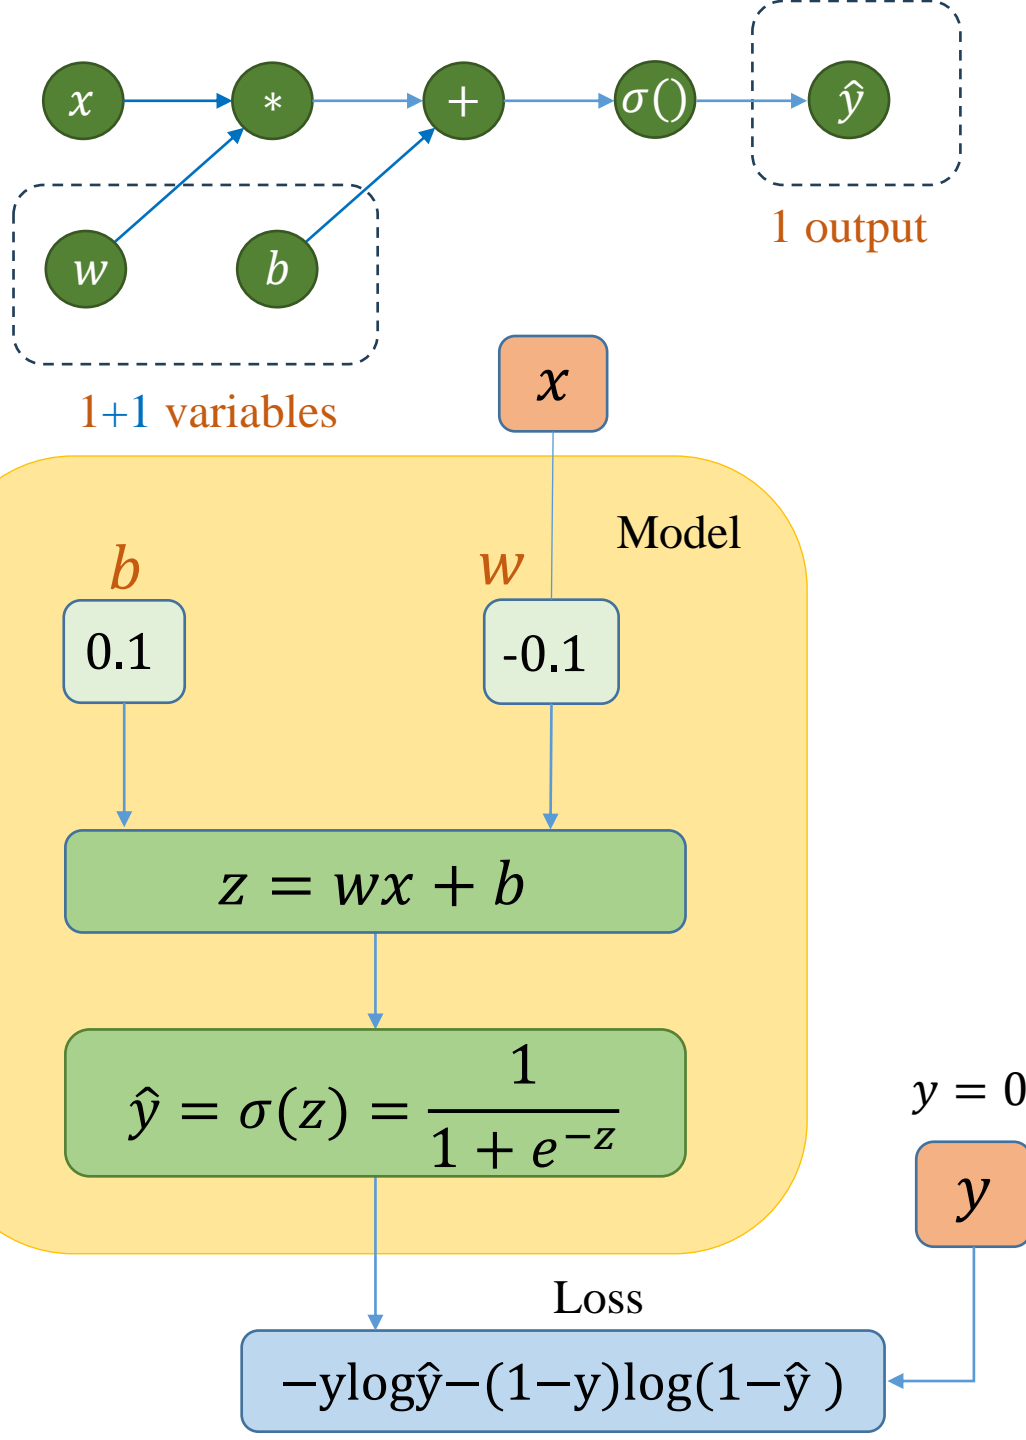 x * + σ() ŷ
w b
1 output
1+1 variables
x
Model
b w
0.1 -0.1
z = wx + b
ŷ = σ(z) = 1 / (1 + e^{−z})
y = 0
y
Loss
−ylogŷ−(1−y)log(1−ŷ )